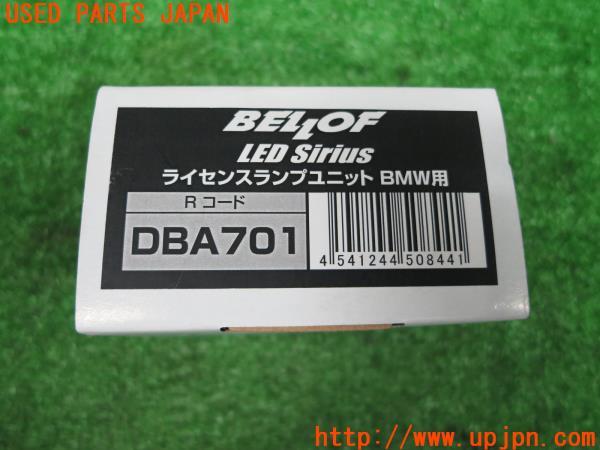 USED PARTS JAPAN
BELLOF
LED Sirius
ライセンスランプユニット BMW用
R コード
DBA701
4 541244 508441
http://www.upjpn.com/